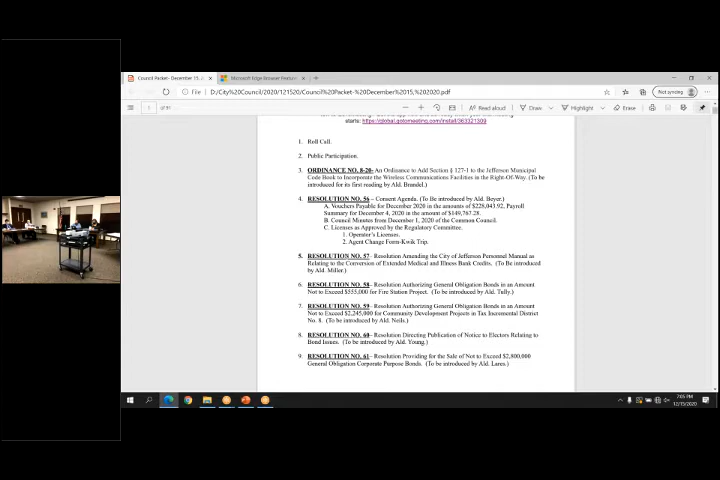 Council Packet- December 15, 2
Microsoft Edge Browser Feature
File
D:/City%20Council/2020/121520/Council%20Packet-%20December%2015,%202020.pdf
Not syncing
1
Read aloud
Draw
Highlight
Erase
starts: https://global.gotomeeting.com/install/363321309
1. Roll Call.
2. Public Participation.
3. ORDINANCE NO. 8-20- An Ordinance to Add Section § 127-1 to the Jefferson Municipal
Code Book to Incorporate the Wireless Communications Facilities in the Right-Of-Way. (To be
introduced for its first reading by Ald. Brandel.)
4. RESOLUTION NO. 56 – Consent Agenda. (To Be introduced by Ald. Beyer.)
A. Vouchers Payable for December 2020 in the amounts of $228,043.92, Payroll
Summary for December 4, 2020 in the amount of $149,767.28.
B. Council Minutes from December 1, 2020 of the Common Council.
C. Licenses as Approved by the Regulatory Committee.
1. Operator's Licenses.
2. Agent Change Form-Kwik Trip.
5. RESOLUTION NO. 57 – Resolution Amending the City of Jefferson Personnel Manual as
Relating to the Conversion of Extended Medical and Illness Bank Credits. (To Be introduced
by Ald. Miller.)
6. RESOLUTION NO. 58 – Resolution Authorizing General Obligation Bonds in an Amount
Not to Exceed $555,000 for Fire Station Project. (To be introduced by Ald. Tully.)
7. RESOLUTION NO. 59 – Resolution Authorizing General Obligation Bonds in an Amount
Not to Exceed $2,245,000 for Community Development Projects in Tax Incremental District
No. 8. (To be introduced by Ald. Neils.)
8. RESOLUTION NO. 60 – Resolution Directing Publication of Notice to Electors Relating to
Bond Issues. (To be introduced by Ald. Young.)
9. RESOLUTION NO. 61 – Resolution Providing for the Sale of Not to Exceed $2,800,000
General Obligation Corporate Purpose Bonds. (To be introduced by Ald. Lares.)
7:05 PM
12/15/2020